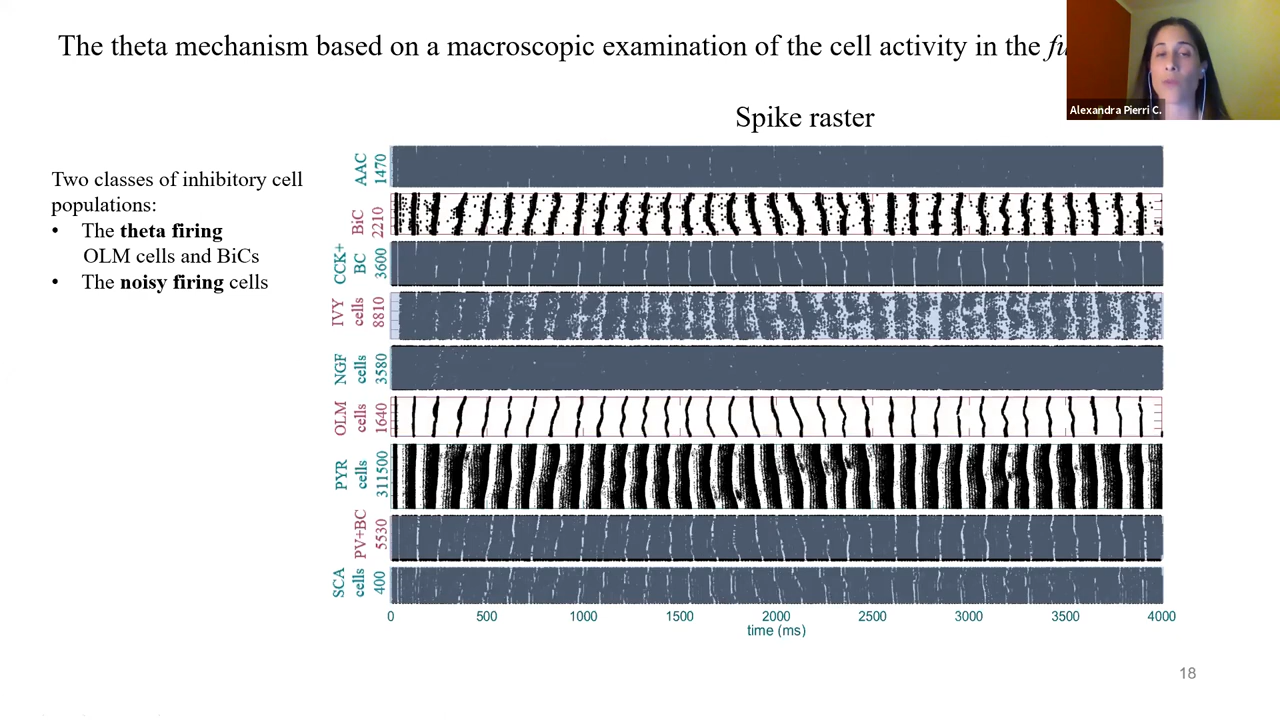 The theta mechanism based on a macroscopic examination of the cell activity in the
Alexandra Pierri C.
Spike raster
Two classes of inhibitory cell
populations:
• The theta firing
OLM cells and BiCs
• The noisy firing cells
AAC
1470
BiC
2210
CCK+
BC
3600
IVY
cells
8810
NGF
cells
3580
OLM
cells
1640
PYR
cells
311500
PV+BC
5530
SCA
cells
400
0 500 1000 1500 2000 2500 3000 3500 4000
time (ms)
18